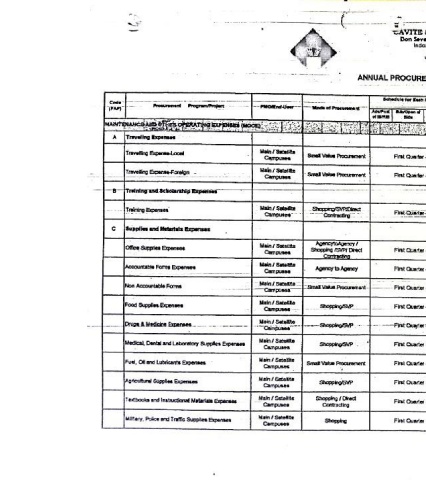 CAVITE
Don Seve
Indo
ANNUAL PROCURE
Code (PAP) Procurement Program/Project PMO/End-User Mode of Procurement Schedule for Each
Ads/Post of IB/REI Sub/Open of Bids
MAINTENANCE AND OTHER OPERATING EXPENSES (MOOE)
A Travelling Expenses
Travelling Expense-Local Main / Satellite Campuses Small Value Procurement First Quarter
Travelling Expense-Foreign Main / Satellite Campuses Small Value Procurement First Quarter
B Training and Scholarship Expenses
Training Expenses Main / Satellite Campuses Shopping/SVP/Direct Contracting First Quarter
C Supplies and Materials Expenses
Office Supplies Expenses Main / Satellite Campuses AgencytoAgency / Shopping /SVP/ Direct Contracting First Quarter
Accountable Forms Expenses Main / Satellite Campuses Agency to Agency First Quarter
Non Accountable Forms Main / Satellite Campuses Small Value Procurement First Quarter
Food Supplies Expenses Main / Satellite Campuses Shopping/SVP First Quarter
Drugs & Medicine Expenses Main / Satellite Campuses Shopping/SVP First Quarter
Medical, Dental and Laboratory Supplies Expenses Main / Satellite Campuses Shopping/SVP First Quarter
Fuel, Oil and Lubricants Expenses Main / Satellite Campuses Small Value Procurement First Quarter
Agricultural Supplies Expenses Main / Satellite Campuses Shopping/SVP First Quarter
Textbooks and Instructional Materials Expenses Main / Satellite Campuses Shopping / Direct Contracting First Quarter
Military, Police and Traffic Supplies Expenses Main / Satellite Campuses Shopping First Quarter